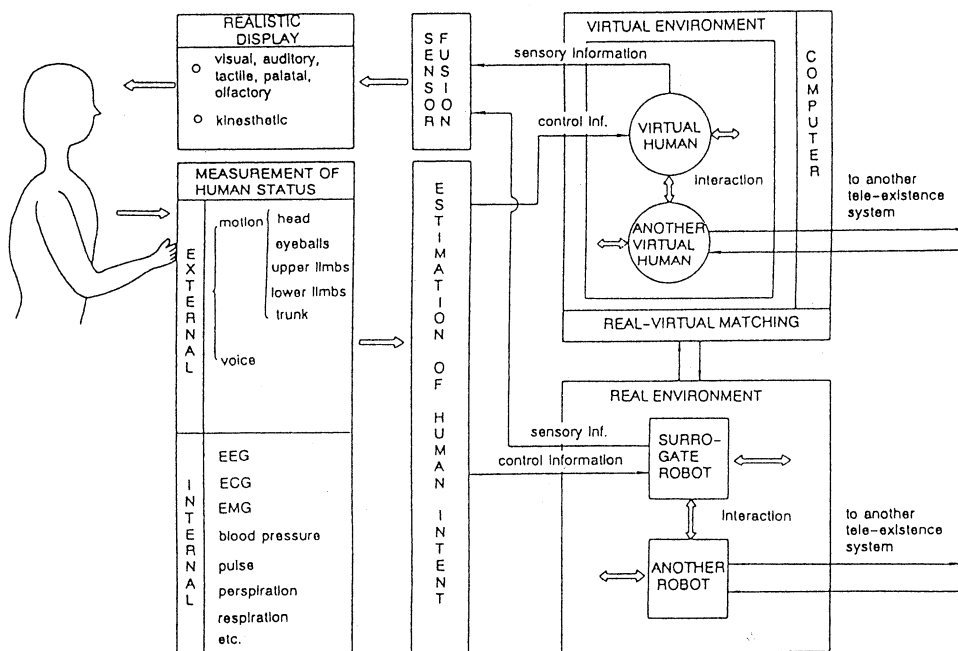 REALISTIC
DISPLAY
visual, auditory,
tactile, palatal,
olfactory
kinesthetic
SENSOR
FUSION
MEASUREMENT OF
HUMAN STATUS
EXTERNAL
motion
head
eyeballs
upper limbs
lower limbs
trunk
voice
INTERNAL
EEG
ECG
EMG
blood pressure
pulse
perspiration
respiration
etc.
ESTIMATION OF HUMAN INTENT
sensory Information
control Inf.
VIRTUAL ENVIRONMENT
VIRTUAL
HUMAN
Interaction
ANOTHER
VIRTUAL
HUMAN
COMPUTER
to another
tele-existence
system
REAL-VIRTUAL MATCHING
REAL ENVIRONMENT
sensory Inf.
control Information
SURRO-
GATE
ROBOT
Interaction
ANOTHER
ROBOT
to another
tele-existence
system